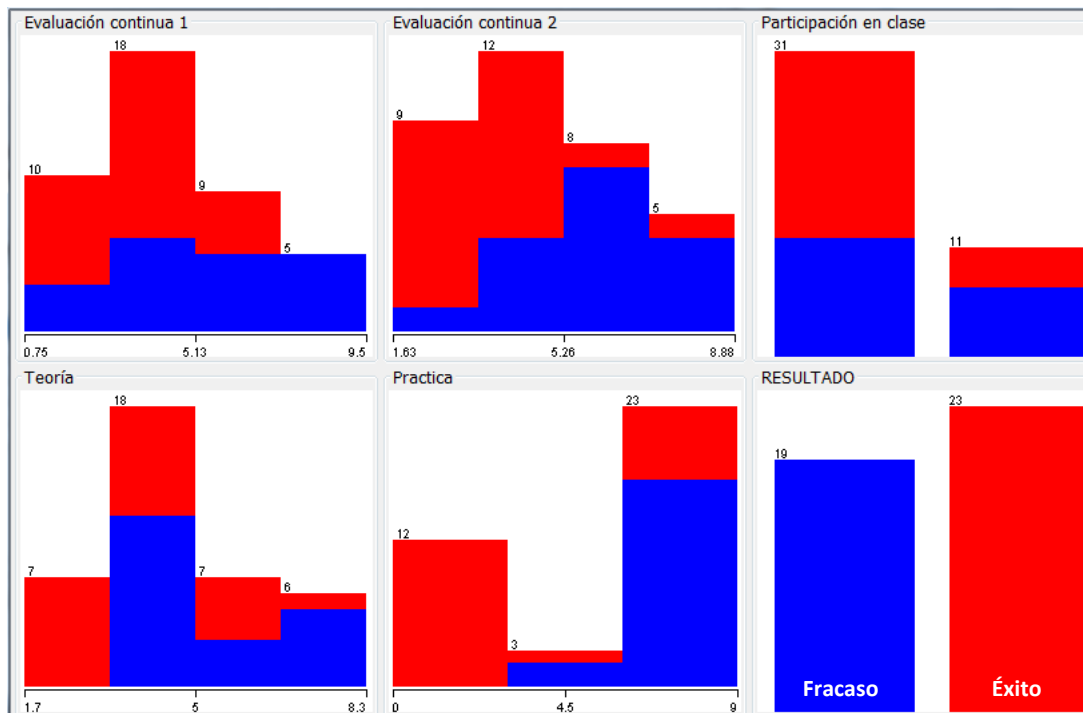 Evaluación continua 1
18
10
9
5
0.75 5.13 9.5
Evaluación continua 2
12
9
8
5
1.63 5.26 8.88
Participación en clase
31
11
Teoría
18
7
7
6
1.7 5 8.3
Practica
23
12
3
0 4.5 9
RESULTADO
23
19
Fracaso Éxito